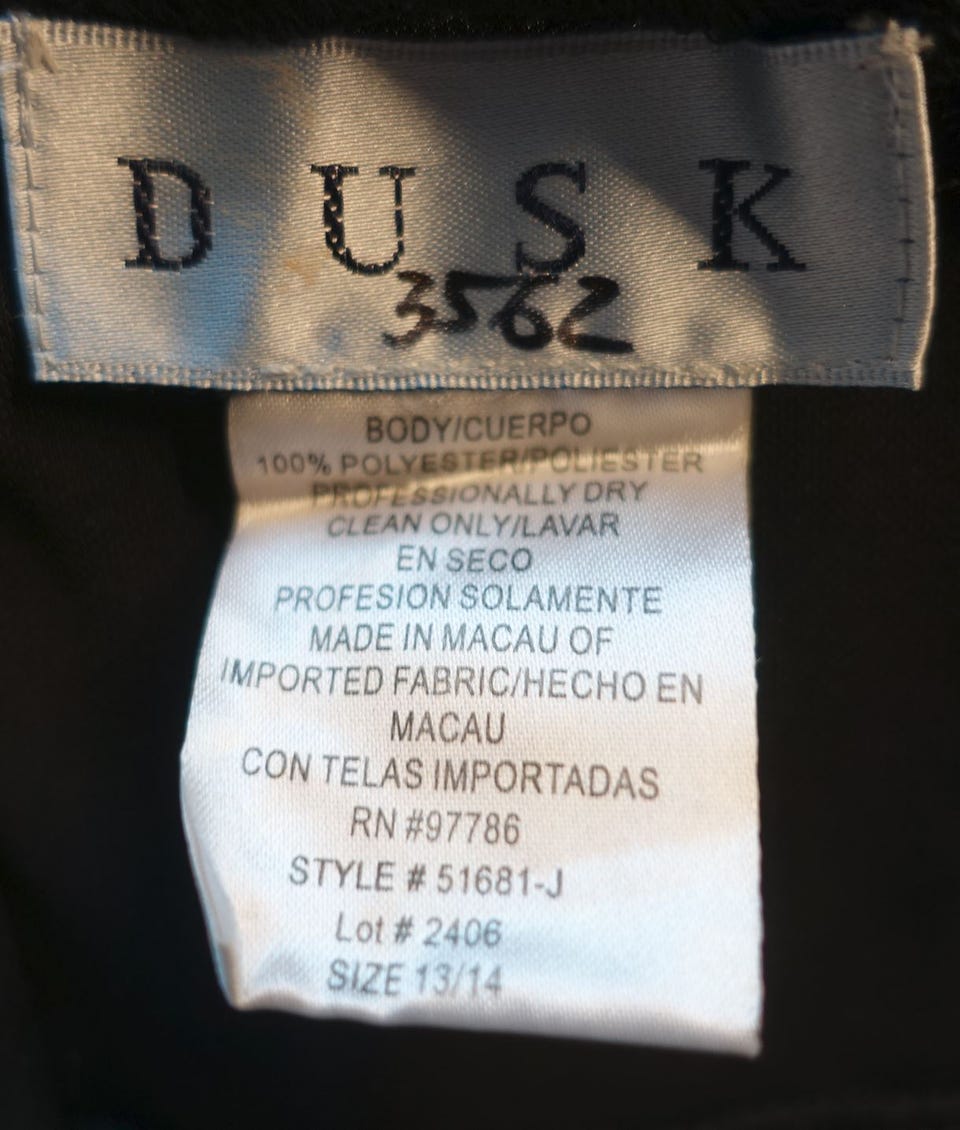 DUSK
3562
BODY/CUERPO
100% POLYESTER/POLIESTER
PROFESSIONALLY DRY
CLEAN ONLY/LAVAR
EN SECO
PROFESION SOLAMENTE
MADE IN MACAU OF
IMPORTED FABRIC/HECHO EN
MACAU
CON TELAS IMPORTADAS
RN #97786
STYLE # 51681-J
Lot # 2406
SIZE 13/14